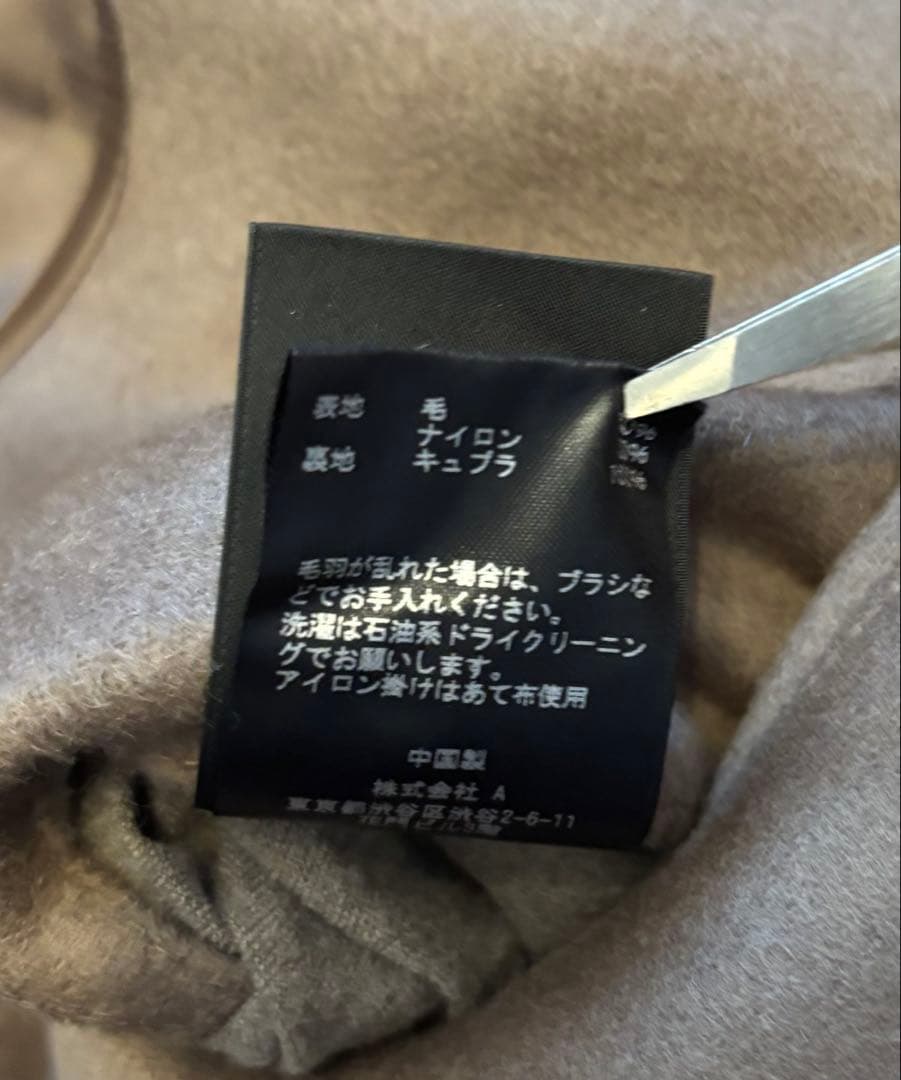 表地 毛
ナイロン
裏地 キュプラ
毛羽が乱れた場合は、ブラシな
どでお手入れください。
洗濯は石油系ドライクリーニン
グでお願いします。
アイロン掛けはあて布使用
中国製
株式会社 A
東京都渋谷区渋谷2-6-11